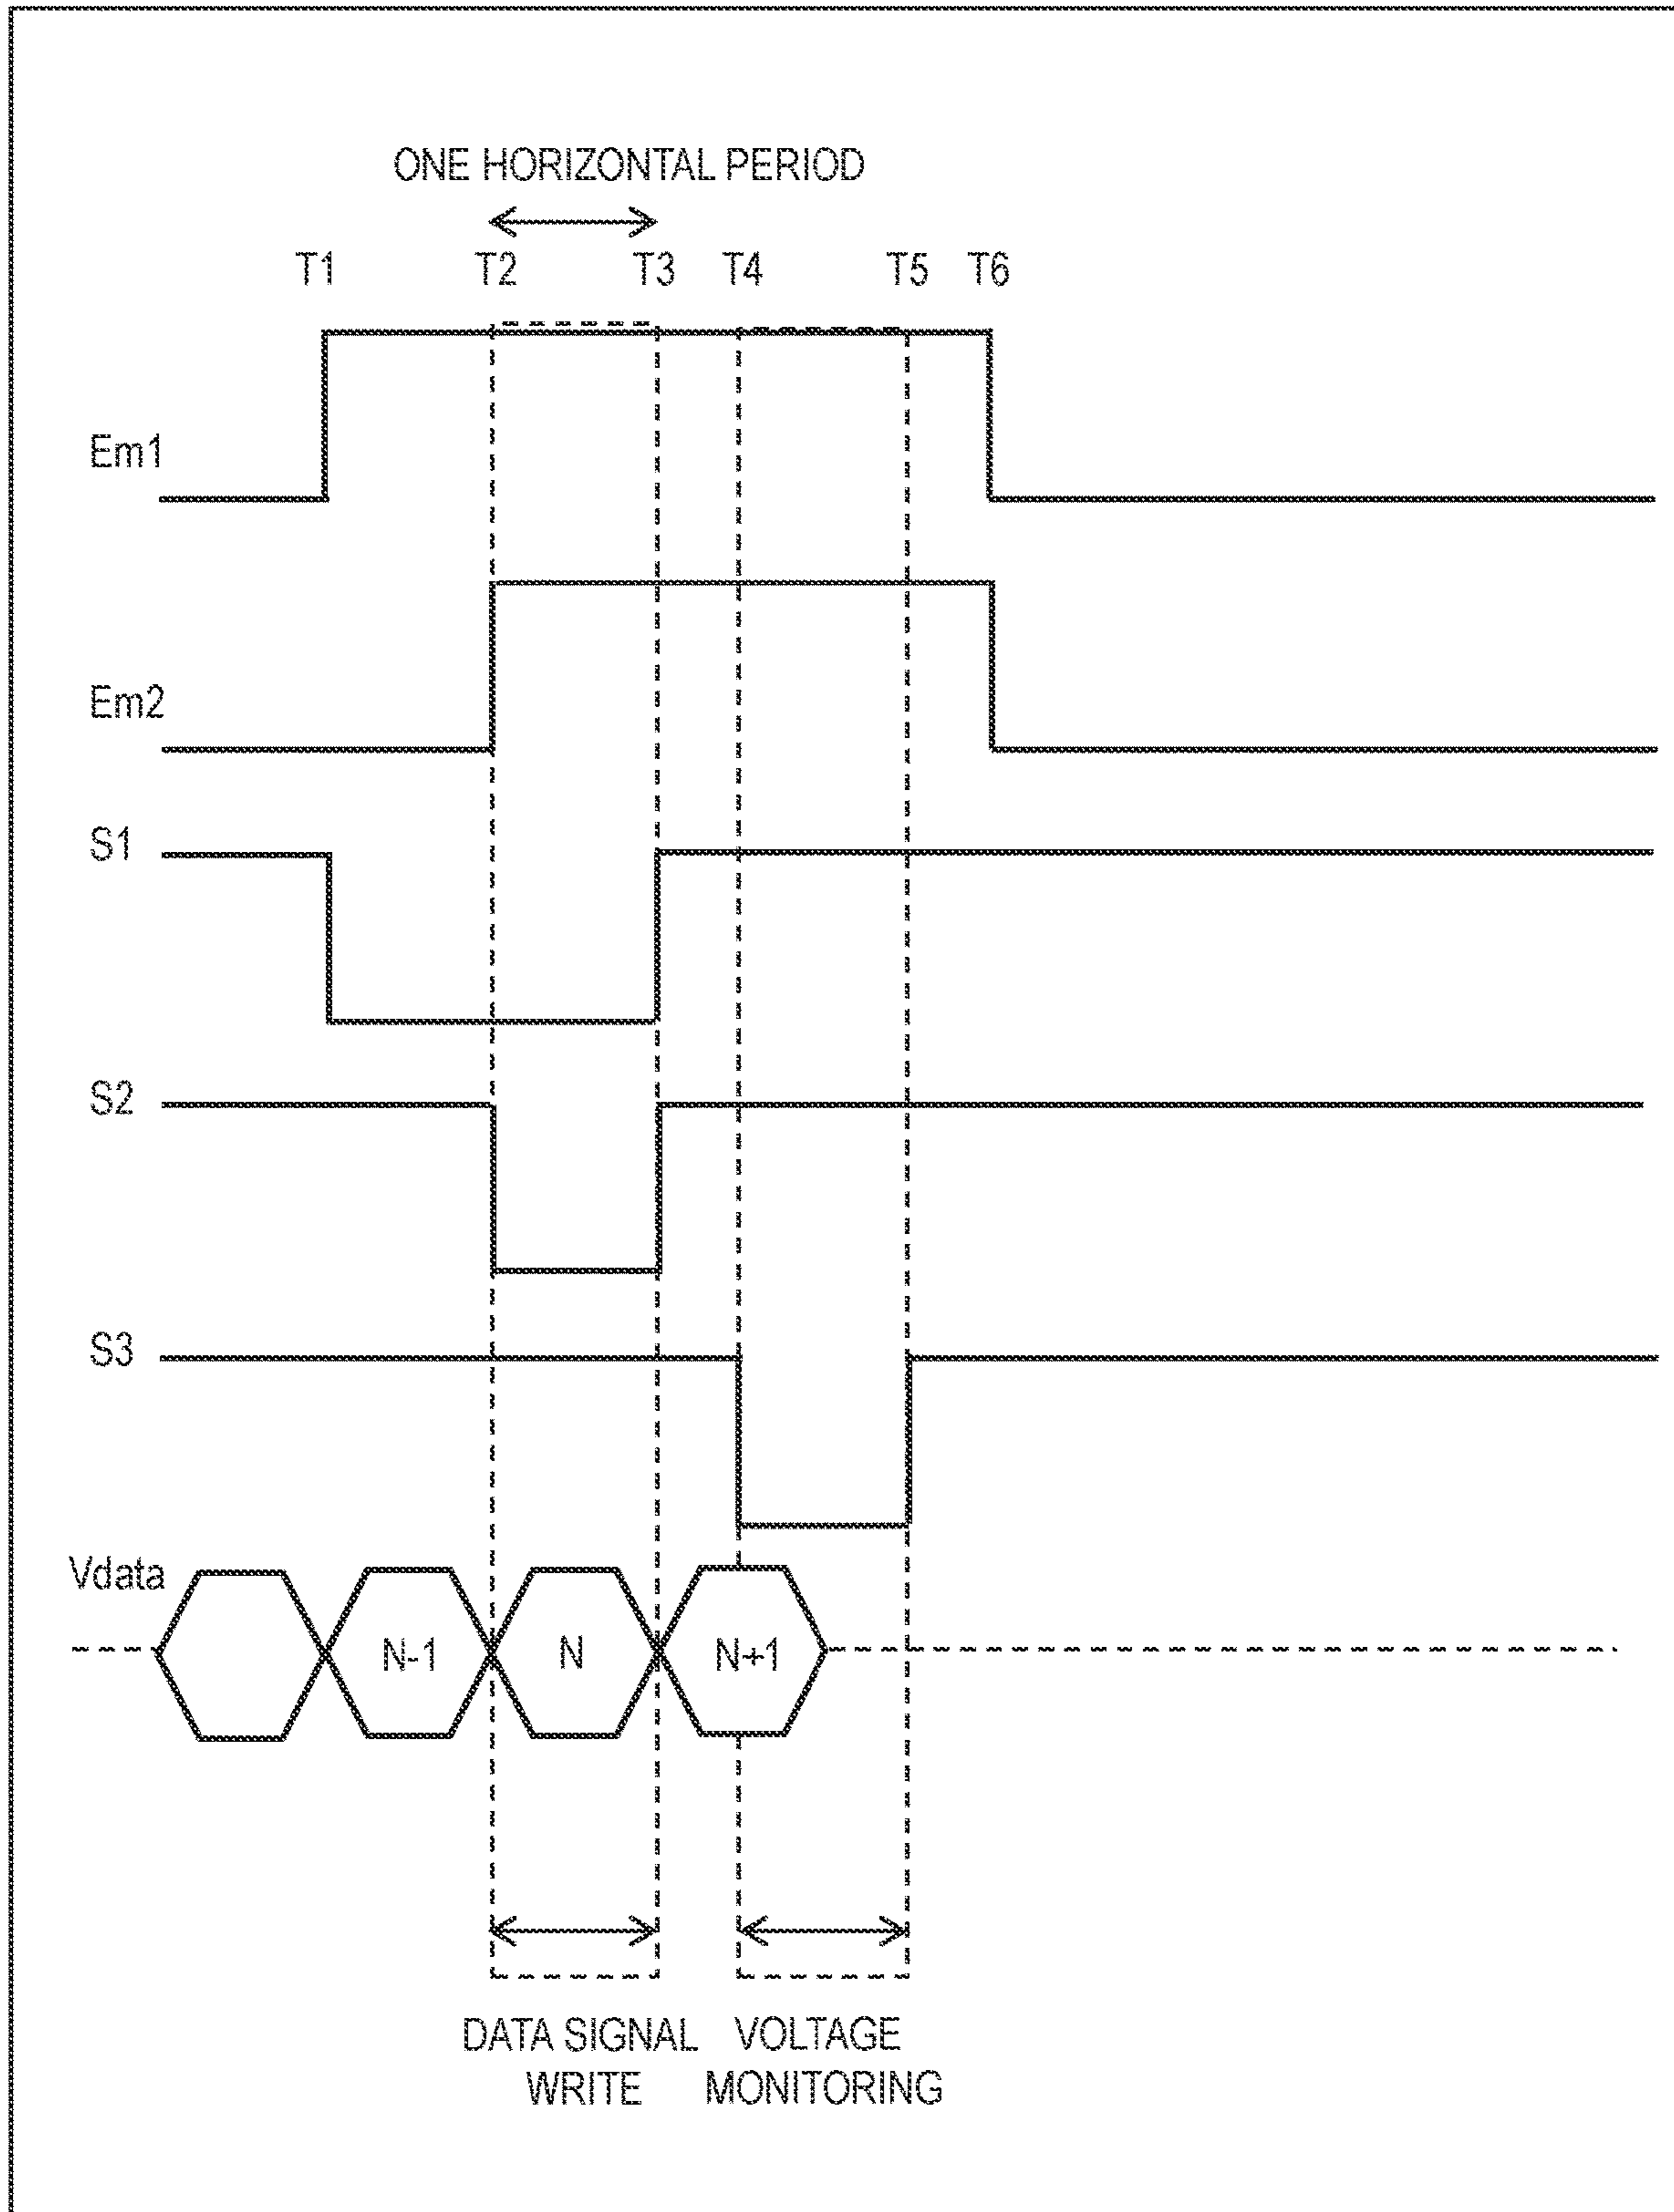 ONE HORIZONTAL PERIOD
T1 T2 T3 T4 T5 T6
Em1
Em2
S1
S2
S3
Vdata
N-1 N N+1
DATA SIGNAL WRITE
VOLTAGE MONITORING